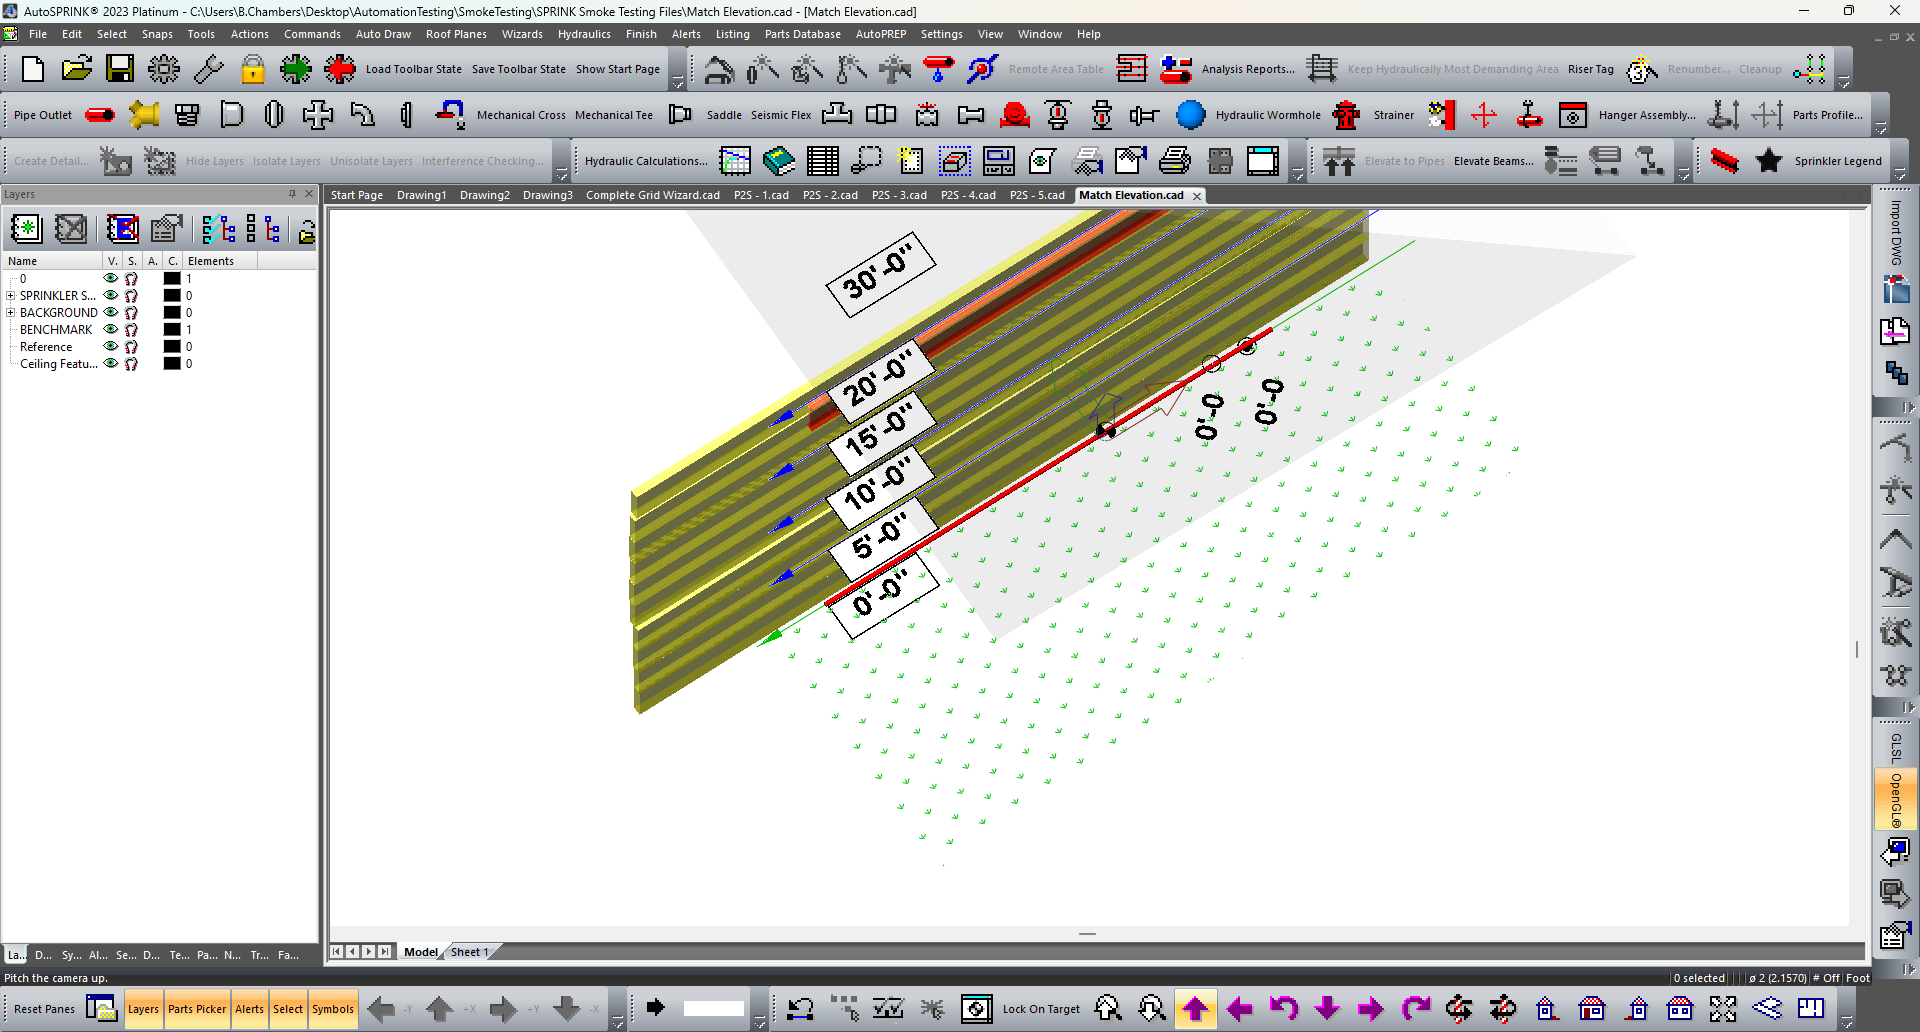 AutoSPRINK® 2023 Platinum - C:\Users\B.Chambers\Desktop\AutomationTesting\SmokeTesting\SPRINK Smoke Testing Files\Match Elevation.cad - [Match Elevation.cad]
File Edit Select Snaps Tools Actions Commands Auto Draw Roof Planes Wizards Hydraulics Finish Alerts Listing Parts Database AutoPREP Settings Window View Help
Load Toolbar State Save Toolbar State Show Start Page Remote Area Table Analysis Reports... Keep Hydraulically Most Demanding Area Riser Tag Renumber... Cleanup
Pipe Outlet Mechanical Cross Mechanical Tee Saddle Seismic Flex Hydraulic Wormhole Strainer Hanger Assembly... Parts Profile...
Create Detail... Hide Layers Isolate Layers Unisolate Layers Interference Checking... Hydraulic Calculations... Elevate to Pipes Elevate Beams... Sprinkler Legend
Layers
Start Page Drawing1 Drawing2 Drawing3 Complete Grid Wizard.cad P2S - 1.cad P2S - 2.cad P2S - 3.cad P2S - 4.cad P2S - 5.cad Match Elevation.cad
Name V. S. A. C. Elements
0 1
SPRINKLER S... 0
BACKGROUND 0
BENCHMARK 1
Reference 0
Ceiling Featu... 0
30'-0"
20'-0"
15'-0"
10'-0"
5'-0"
0'-0"
0'-0
0'-0
Import DWG
GLSL
OpenGL®
La... D... Sy... Al... Se... D... Te... Pa... N... Tr... Fa...
Model Sheet 1
Pitch the camera up.
0 selected ø 2 (2.1570) # Off Foot
Reset Panes Layers Parts Picker Alerts Select Symbols -Y +X +Y -X Lock On Target